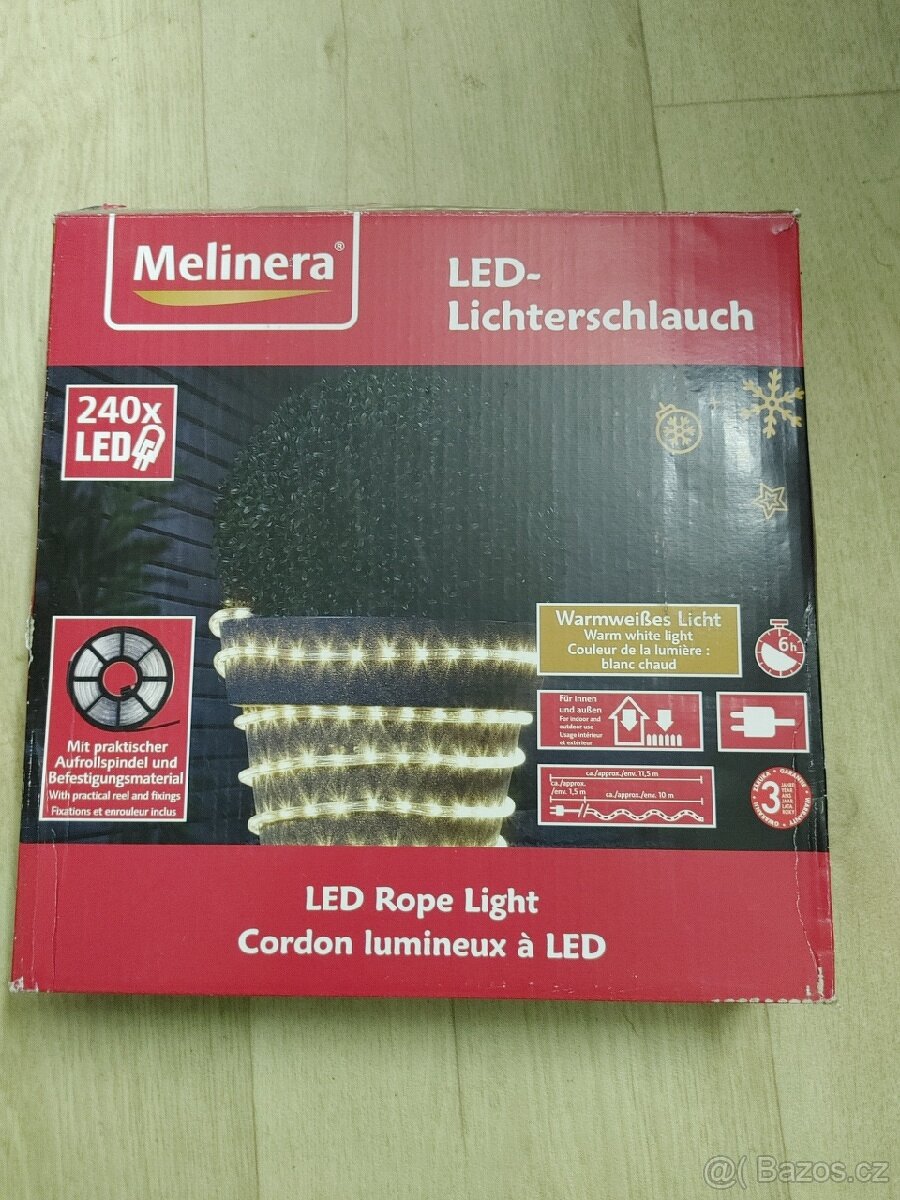 Melinera®
LED-
Lichterschlauch
240x
LED
Warmweißes Licht
Warm white light
Couleur de la lumière :
blanc chaud
6h
Für Innen
und außen
For indoor and
outdoor use
Usage intérieur
et extérieur
Mit praktischer
Aufrollspindel und
Befestigungsmaterial
With practical reel and fixings
Fixations et enrouleur inclus
ca./approx./env. 11,5 m
ca./approx.
/env. 1,5 m
ca./approx./env. 10 m
3
WARRANTY
LED Rope Light
Cordon lumineux à LED
@( Bazos.cz